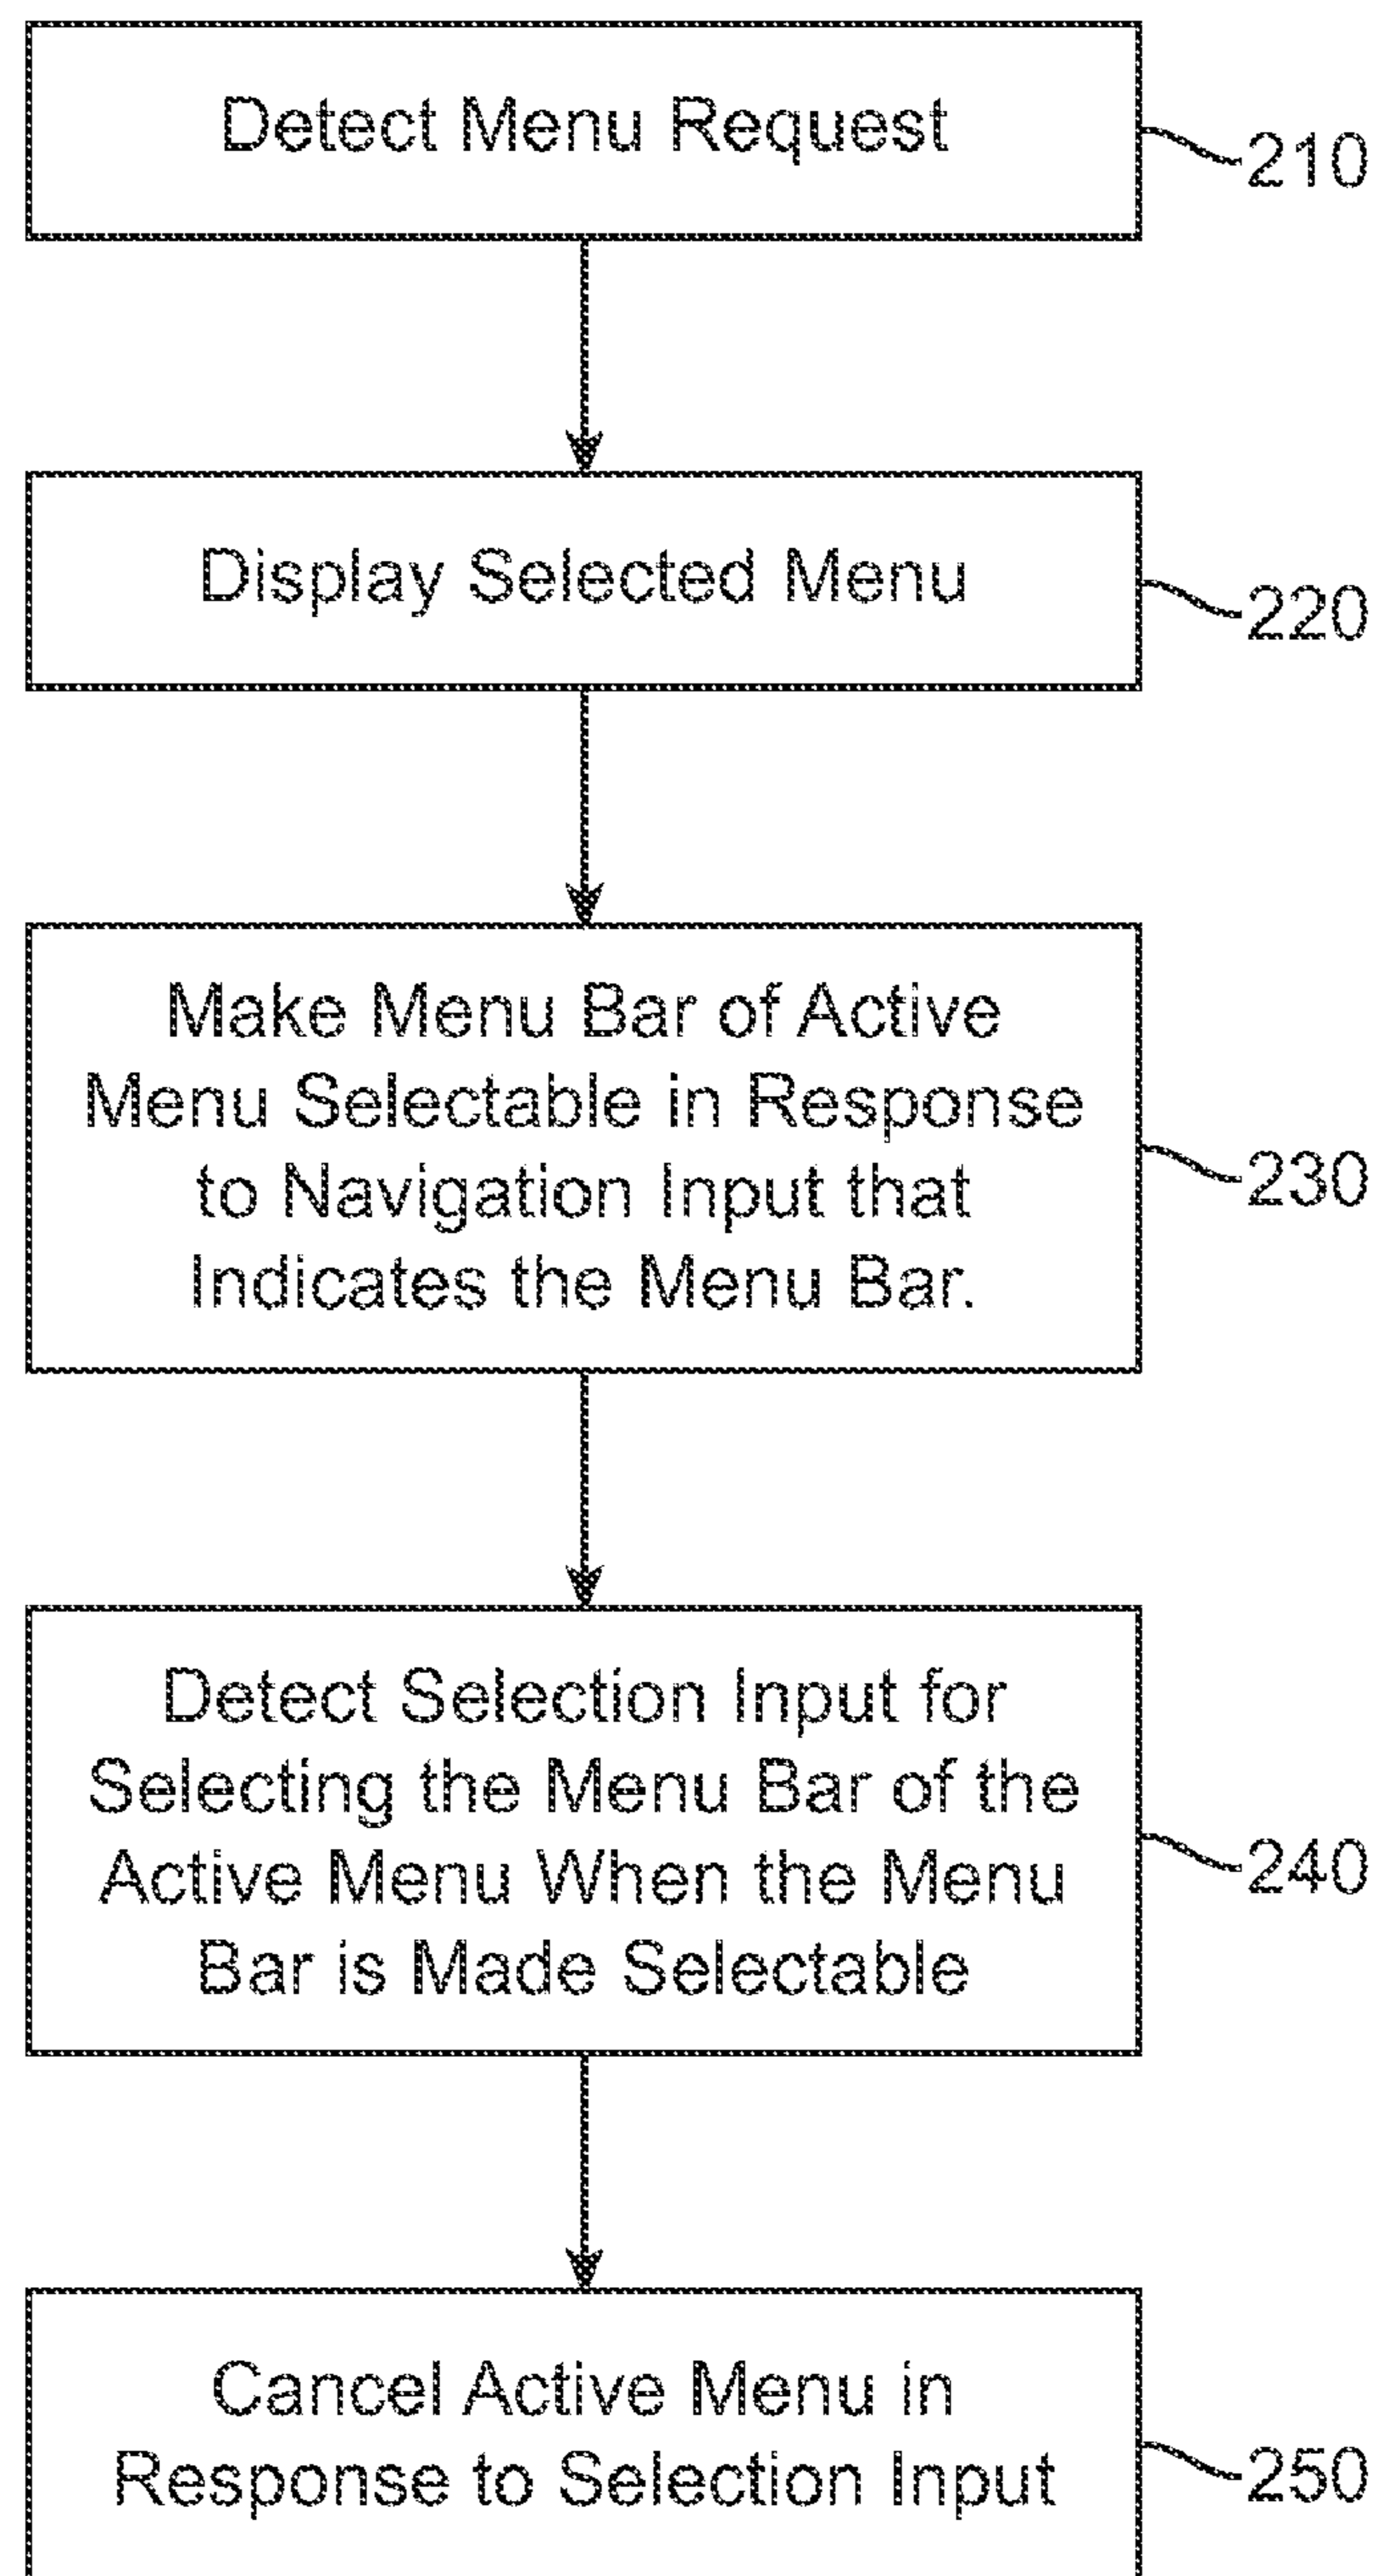 Detect Menu Request
210
Display Selected Menu
220
Make Menu Bar of Active
Menu Selectable in Response
to Navigation Input that
Indicates the Menu Bar.
230
Detect Selection Input for
Selecting the Menu Bar of the
Active Menu When the Menu
Bar is Made Selectable
240
Cancel Active Menu in
Response to Selection Input
250